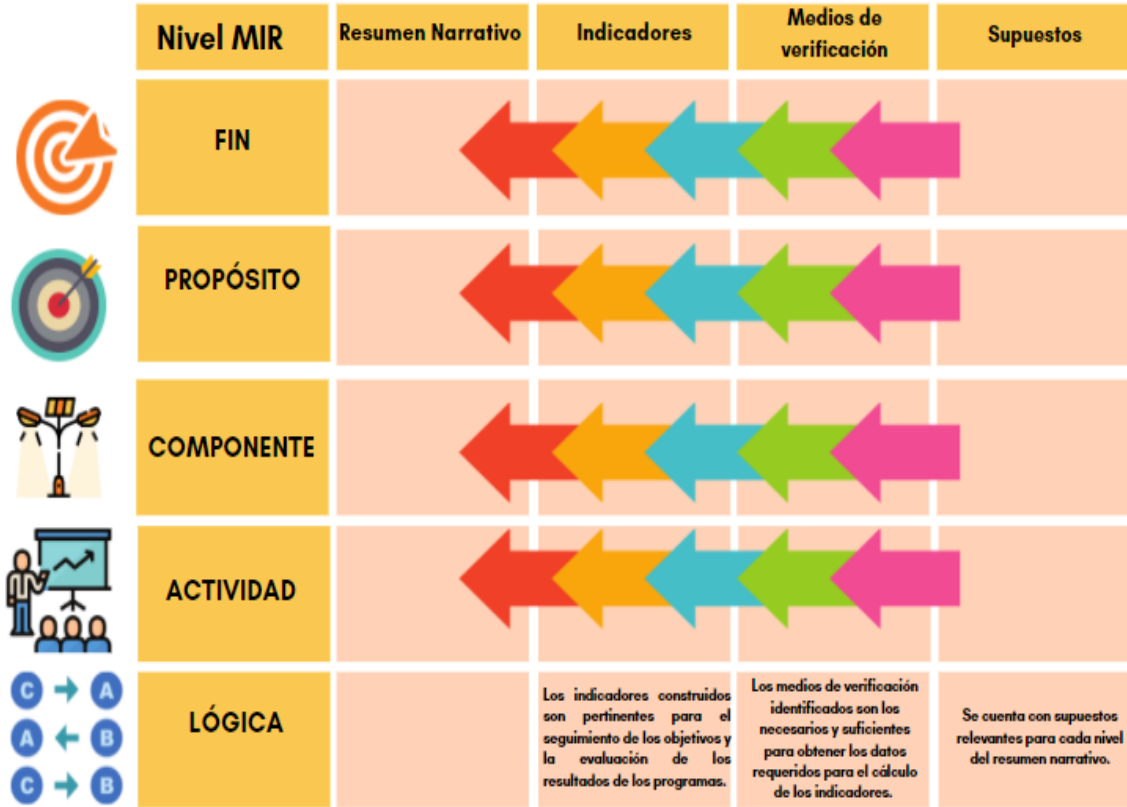 Nivel MIR
Resumen Narrativo
Indicadores
Medios de
verificación
Supuestos
FIN
PROPÓSITO
COMPONENTE
ACTIVIDAD
C A
A B
C B
LÓGICA
Los indicadores construidos
son pertinentes para el
seguimiento de los objetivos y
la evaluación de los
resultados de los programas.
Los medios de verificación
identificados son los
necesarios y suficientes
para obtener los datos
requeridos para el cálculo
de los indicadores.
Se cuenta con supuestos
relevantes para cada nivel
del resumen narrativo.